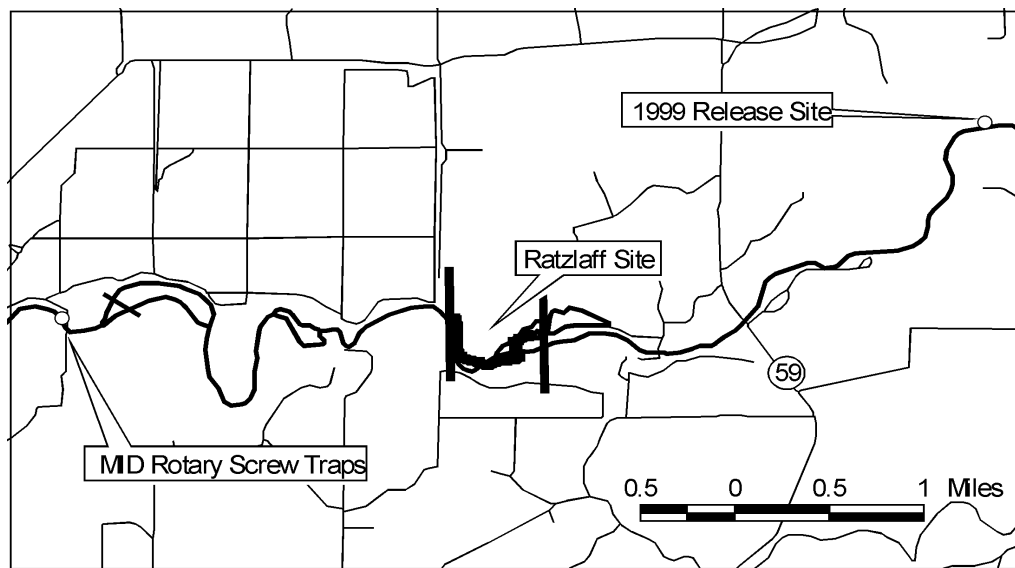 1999 Release Site
Ratzlaff Site
59
MID Rotary Screw Traps
0.5 0 0.5 1 Miles